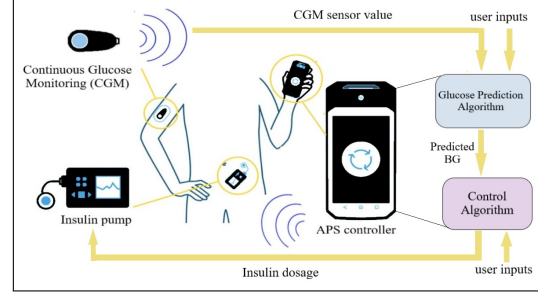 CGM sensor value
user inputs
Continuous Glucose
Monitoring (CGM)
Glucose Prediction
Algorithm
Predicted
BG
Control
Algorithm
Insulin pump
APS controller
Insulin dosage
user inputs